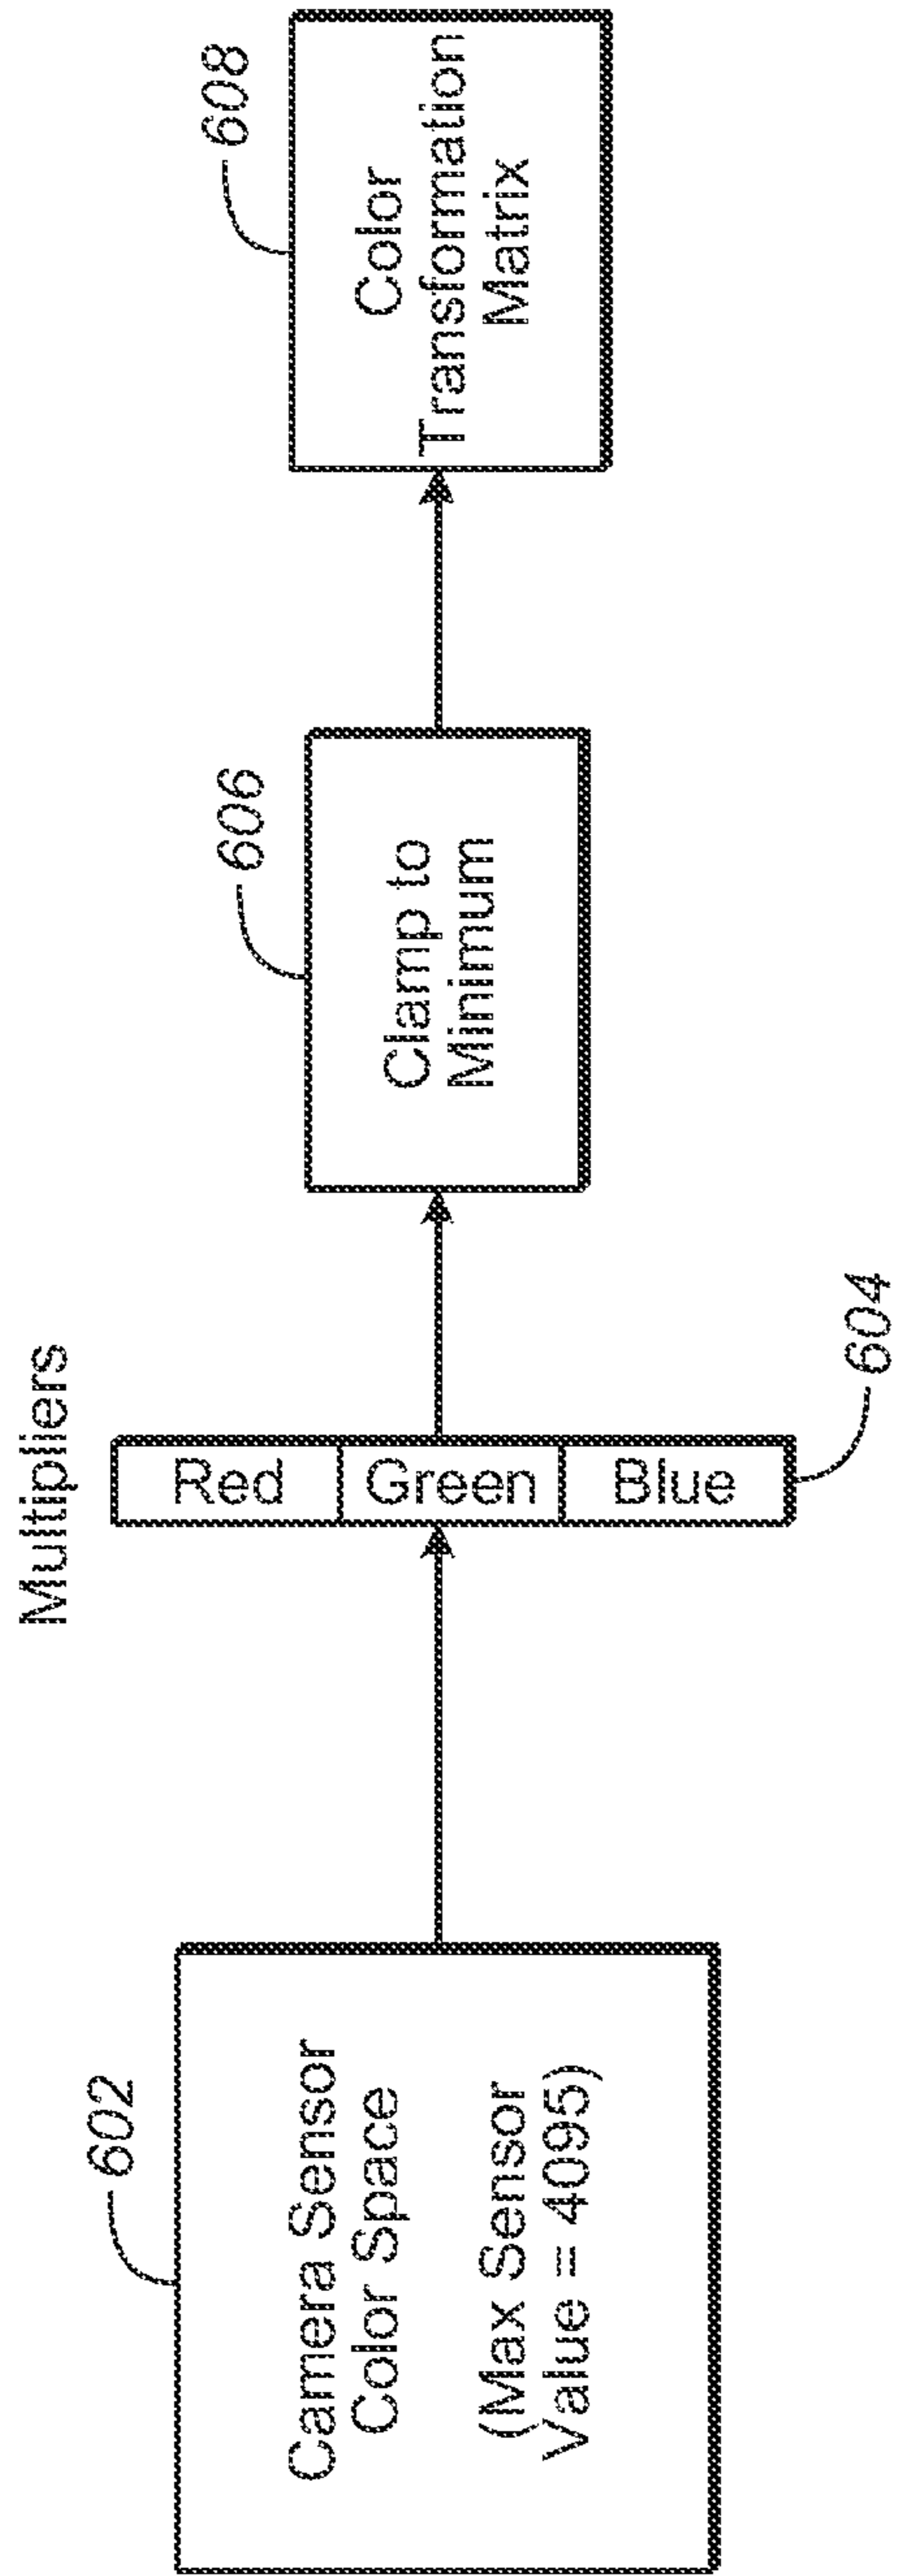 602
Camera Sensor
Color Space
(Max Sensor
Value = 4095)
Multipliers
Red
Green
Blue
604
606
Clamp to
Minimum
608
Color
Transformation
Matrix